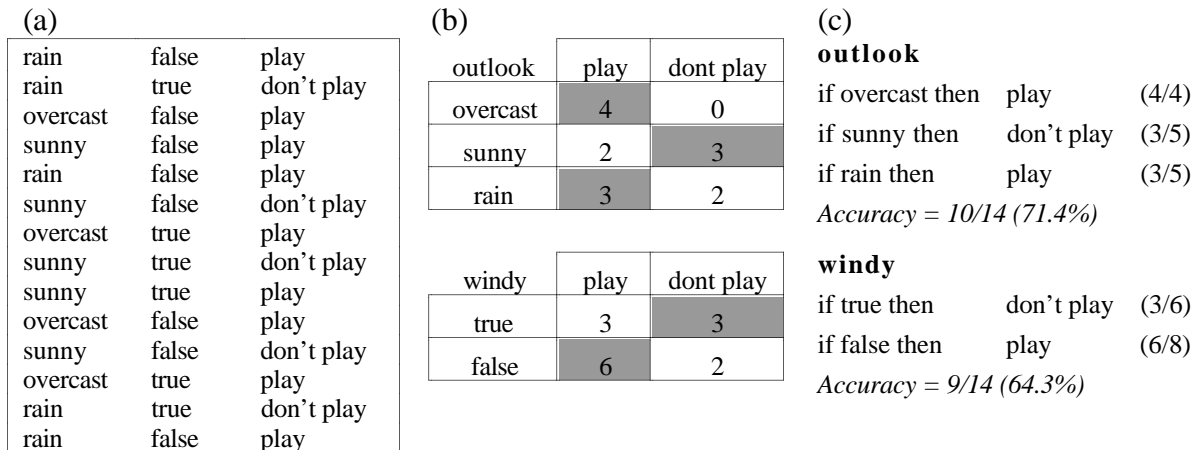 (a)
rain false play
rain true don't play
overcast false play
sunny false play
rain false play
sunny false don't play
overcast true play
sunny true don't play
sunny true play
overcast false play
sunny false don't play
overcast true play
rain true don't play
rain false play
(b)
outlook play dont play
overcast 4 0
sunny 2 3
rain 3 2
windy play dont play
true 3 3
false 6 2
(c)
outlook
if overcast then play (4/4)
if sunny then don't play (3/5)
if rain then play (3/5)
Accuracy = 10/14 (71.4%)
windy
if true then don't play (3/6)
if false then play (6/8)
Accuracy = 9/14 (64.3%)